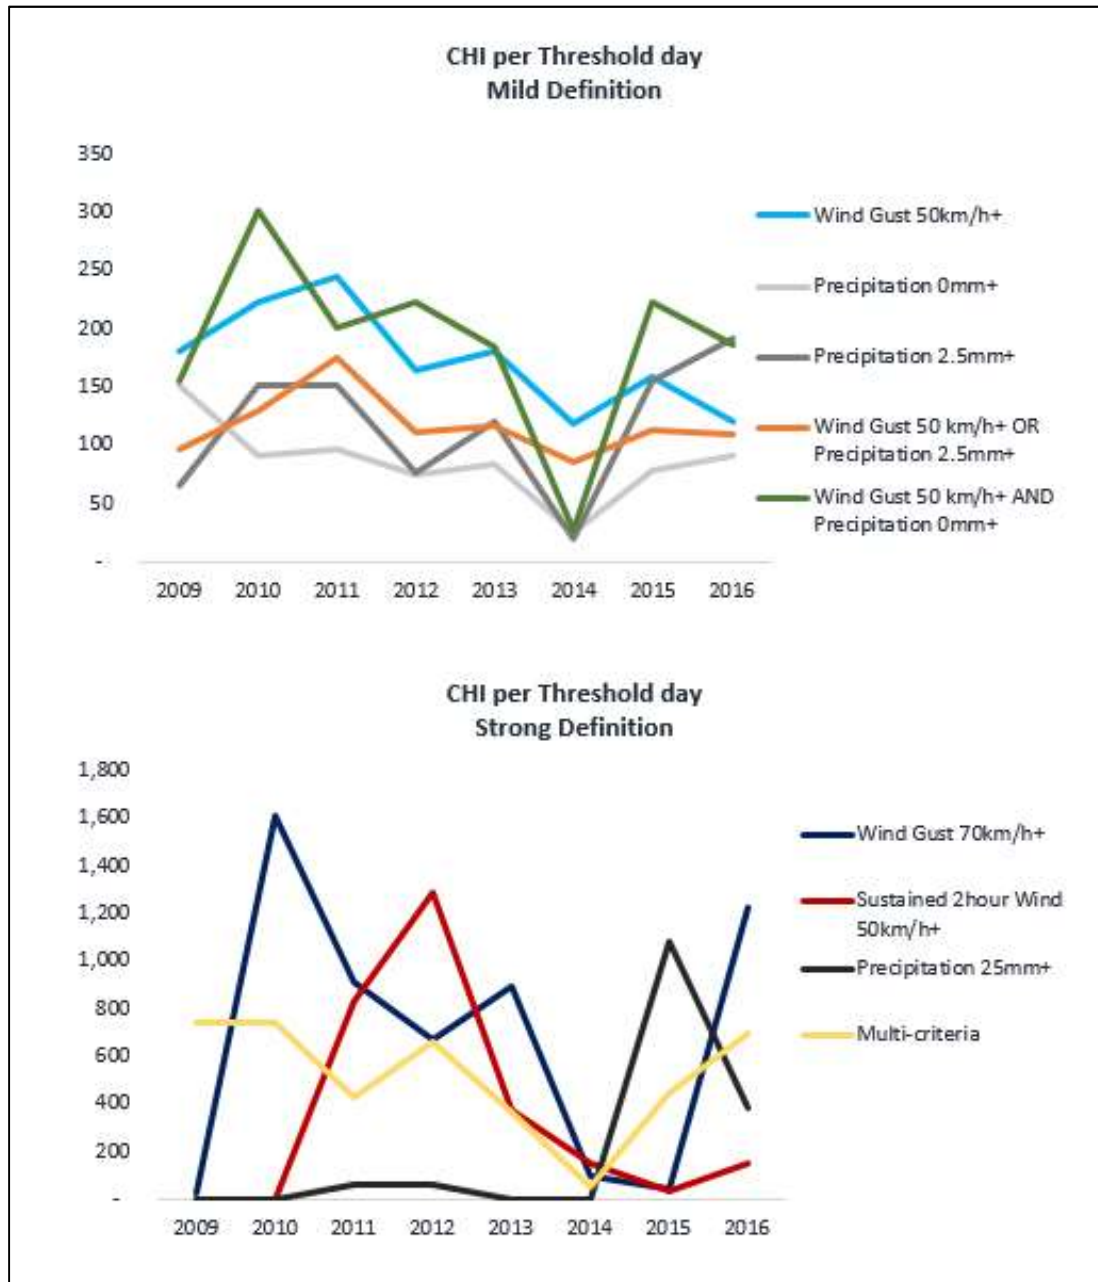 CHI per Threshold day
Mild Definition
350
300
250
200
150
100
50
-
2009 2010 2011 2012 2013 2014 2015 2016
Wind Gust 50km/h+
Precipitation 0mm+
Precipitation 2.5mm+
Wind Gust 50 km/h+ OR
Precipitation 2.5mm+
Wind Gust 50 km/h+ AND
Precipitation 0mm+
CHI per Threshold day
Strong Definition
1,800
1,600
1,400
1,200
1,000
800
600
400
200
-
2009 2010 2011 2012 2013 2014 2015 2016
Wind Gust 70km/h+
Sustained 2hour Wind
50km/h+
Precipitation 25mm+
Multi-criteria